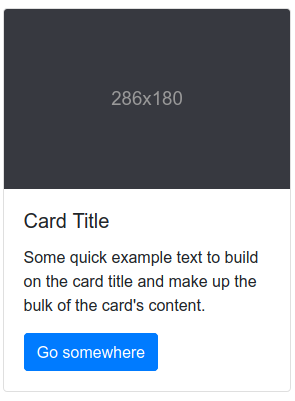 286x180
Card Title
Some quick example text to build
on the card title and make up the
bulk of the card's content.
Go somewhere